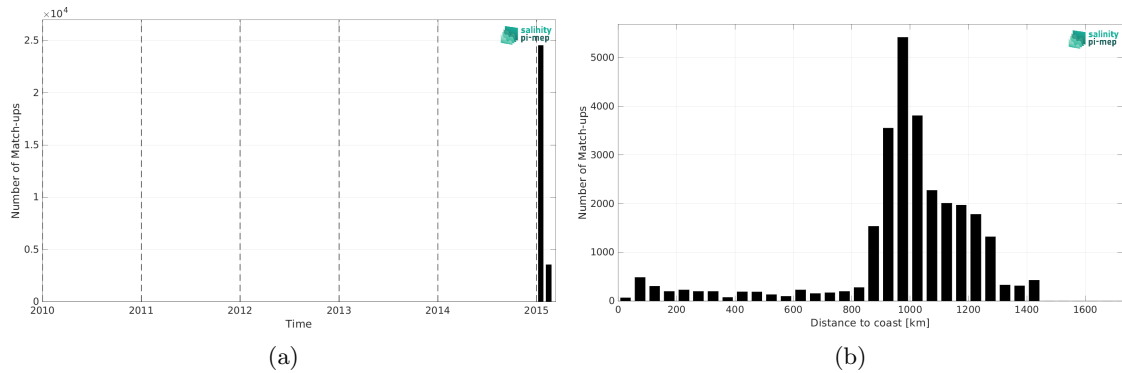 ×10⁴
2.5
2
1.5
1
0.5
0
Number of Match-ups
2010 2011 2012 2013 2014 2015
Time
salinity
pi-mep
(a)
5000
4000
3000
2000
1000
0
Number of Match-ups
0 200 400 600 800 1000 1200 1400 1600
Distance to coast [km]
salinity
pi-mep
(b)